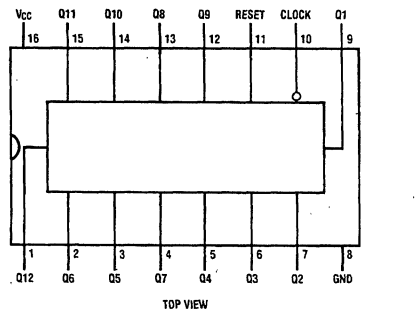 VCC Q11 Q10 Q8 Q9 RESET CLOCK Q1
16 15 14 13 12 11 10 9
1 2 3 4 5 6 7 8
Q12 Q6 Q5 Q7 Q4 Q3 Q2 GND
TOP VIEW